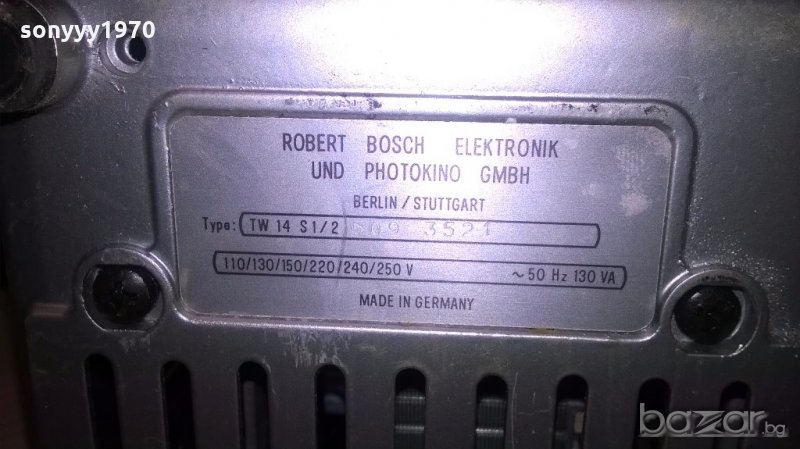 sonyyy1970
ROBERT BOSCH ELEKTRONIK
UND PHOTOKINO GMBH
BERLIN/STUTTGART
Type: TW 14 S1/2 3521
110/130/150/220/240/250 V ~50 Hz 130 VA
MADE IN GERMANY
bazar.bg